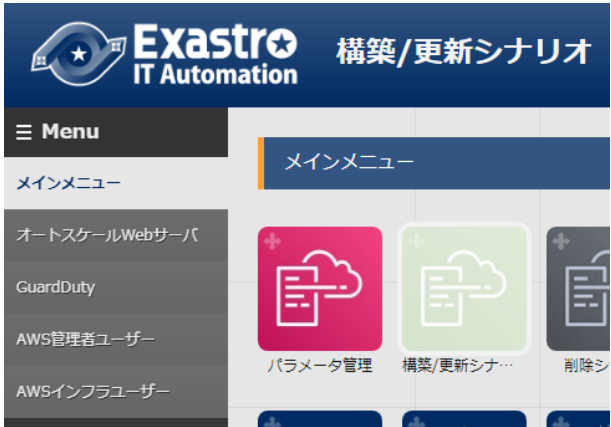 Exastro
IT Automation
構築/更新シナリオ
Menu
メインメニュー
メインメニュー
オートスケールWebサーバ
GuardDuty
AWS管理者ユーザー
AWSインフラユーザー
パラメータ管理
構築/更新シナ…
削除シ